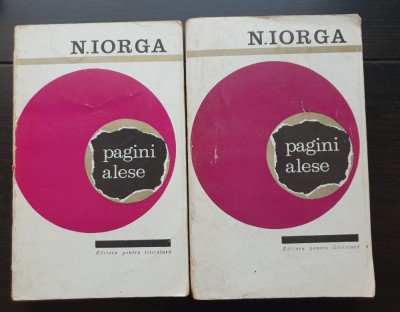 N.IORGA
pagini
alese
Editura pentru literatură
N.IORGA
pagini
alese
Editura pentru literatură